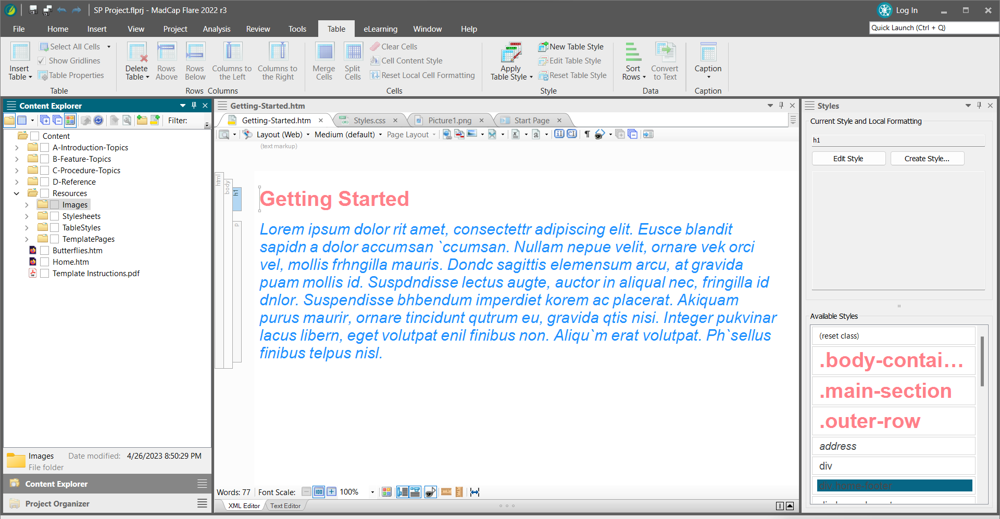 SP Project.flprj - MadCap Flare 2022 r3
Log In
File Home Insert View Project Analysis Review Tools Table eLearning Window Help
Quick Launch (Ctrl + Q)
Insert Table
Select All Cells
Show Gridlines
Table Properties
Table
Delete Table
Rows Above
Rows Below
Columns to the Left
Columns to the Right
Rows Columns
Merge Cells
Split Cells
Clear Cells
Cell Content Style
Reset Local Cell Formatting
Cells
Apply Table Style
New Table Style
Edit Table Style
Reset Table Style
Style
Sort Rows
Convert to Text
Data
Caption
Caption
Content Explorer
Filter:
Content
A-Introduction-Topics
B-Feature-Topics
C-Procedure-Topics
D-Reference
Resources
Images
Stylesheets
TableStyles
TemplatePages
Butterflies.htm
Home.htm
Template Instructions.pdf
Images Date modified: 4/26/2023 8:50:29 PM
File folder
Content Explorer
Project Organizer
Getting-Started.htm
Getting-Started.htm Styles.css Picture1.png Start Page
Layout (Web) Medium (default) Page Layout
(text markup)
html
body
h1
p
Getting Started
Lorem ipsum dolor rit amet, consectettr adipiscing elit. Eusce blandit
sapidn a dolor accumsan `ccumsan. Nullam nepue velit, ornare vek orci
vel, mollis frhngilla mauris. Dondc sagittis elemensum arcu, at gravida
puam mollis id. Suspdndisse lectus augte, auctor in aliqual nec, fringilla id
dnlor. Suspendisse bhbendum imperdiet korem ac placerat. Akiquam
purus maurir, ornare tincidunt qutrum eu, gravida qtis nisi. Integer pukvinar
lacus libern, eget volutpat enil finibus non. Aliqu`m erat volutpat. Ph`sellus
finibus telpus nisl.
Words: 77 Font Scale: 100%
XML Editor Text Editor
Styles
Current Style and Local Formatting
h1
Edit Style Create Style...
Available Styles
(reset class)
.body-contai...
.main-section
.outer-row
address
div
div.home-footer